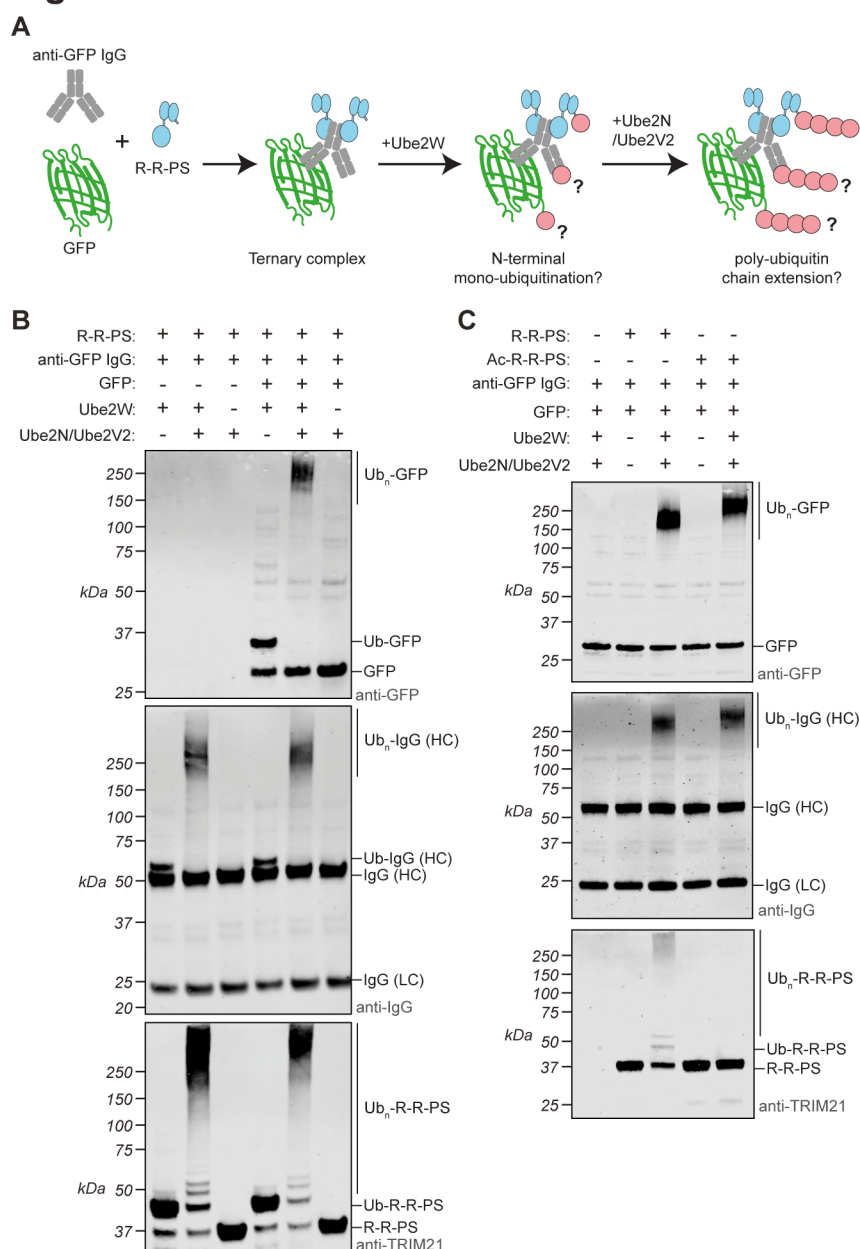 A
anti-GFP IgG
+
R-R-PS
GFP
Ternary complex
+Ube2W
?
?
N-terminal
mono-ubiquitination?
+Ube2N
/Ube2V2
?
?
poly-ubiquitin
chain extension?
B
R-R-PS: + + + + + +
anti-GFP IgG: + + + + + +
GFP: - - - + + +
Ube2W: + + - + + -
Ube2N/Ube2V2: - + + - + +
250
150
100
75
kDa 50
37
25
Ubn-GFP
Ub-GFP
GFP
anti-GFP
250
150
100
75
kDa 50
37
25
20
Ubn-IgG (HC)
Ub-IgG (HC)
IgG (HC)
IgG (LC)
anti-IgG
250
150
100
75
kDa 50
37
Ubn-R-R-PS
Ub-R-R-PS
R-R-PS
anti-TRIM21
C
R-R-PS: - + + - -
Ac-R-R-PS: - - - + +
anti-GFP IgG: + + + + +
GFP: + + + + +
Ube2W: + - + - +
Ube2N/Ube2V2 + - + - +
250
150
100
75
kDa 50
37
25
Ubn-GFP
GFP
anti-GFP
250
150
100
75
kDa 50
37
25
Ubn-IgG (HC)
IgG (HC)
IgG (LC)
anti-IgG
250
150
100
75
kDa 50
37
25
Ubn-R-R-PS
Ub-R-R-PS
R-R-PS
anti-TRIM21